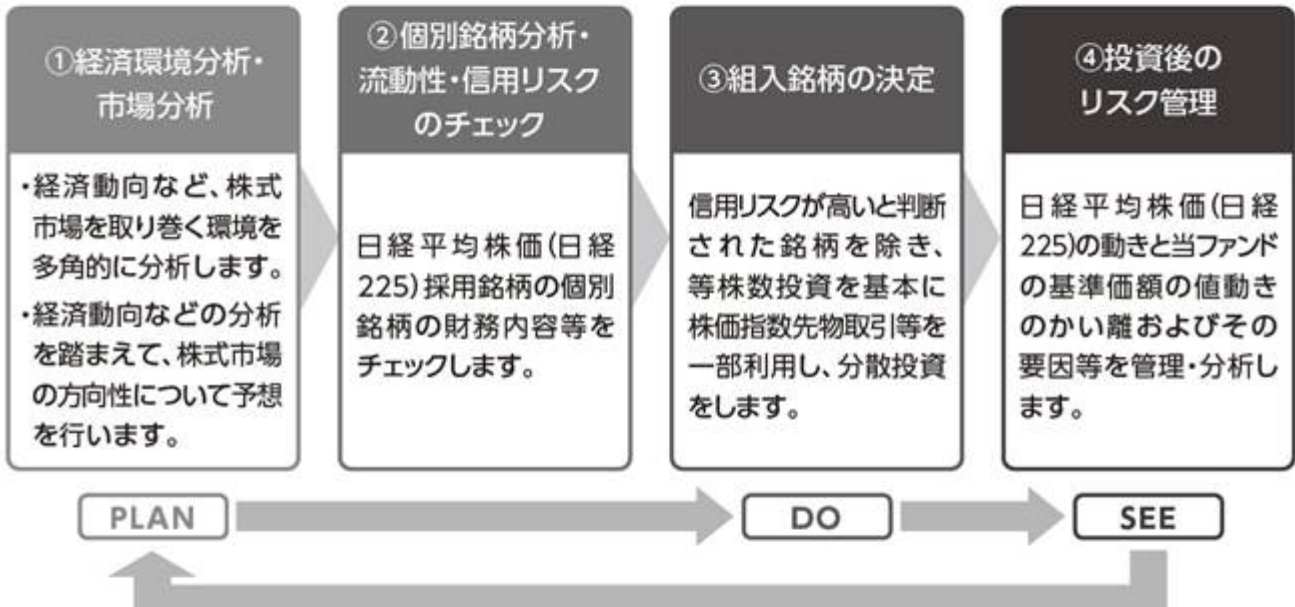 ①経済環境分析・
市場分析
・経済動向など、株式
市場を取り巻く環境を
多角的に分析します。
・経済動向などの分析
を踏まえて、株式市場
の方向性について予想
を行います。
②個別銘柄分析・
流動性・信用リスク
のチェック
日経平均株価(日経
225)採用銘柄の個別
銘柄の財務内容等を
チェックします。
③組入銘柄の決定
信用リスクが高いと判断
された銘柄を除き、
等株数投資を基本に
株価指数先物取引等を
一部利用し、分散投資
をします。
④投資後の
リスク管理
日経平均株価(日経
225)の動きと当ファンド
の基準価額の値動き
のかい離およびその
要因等を管理・分析し
ます。
PLAN
DO
SEE